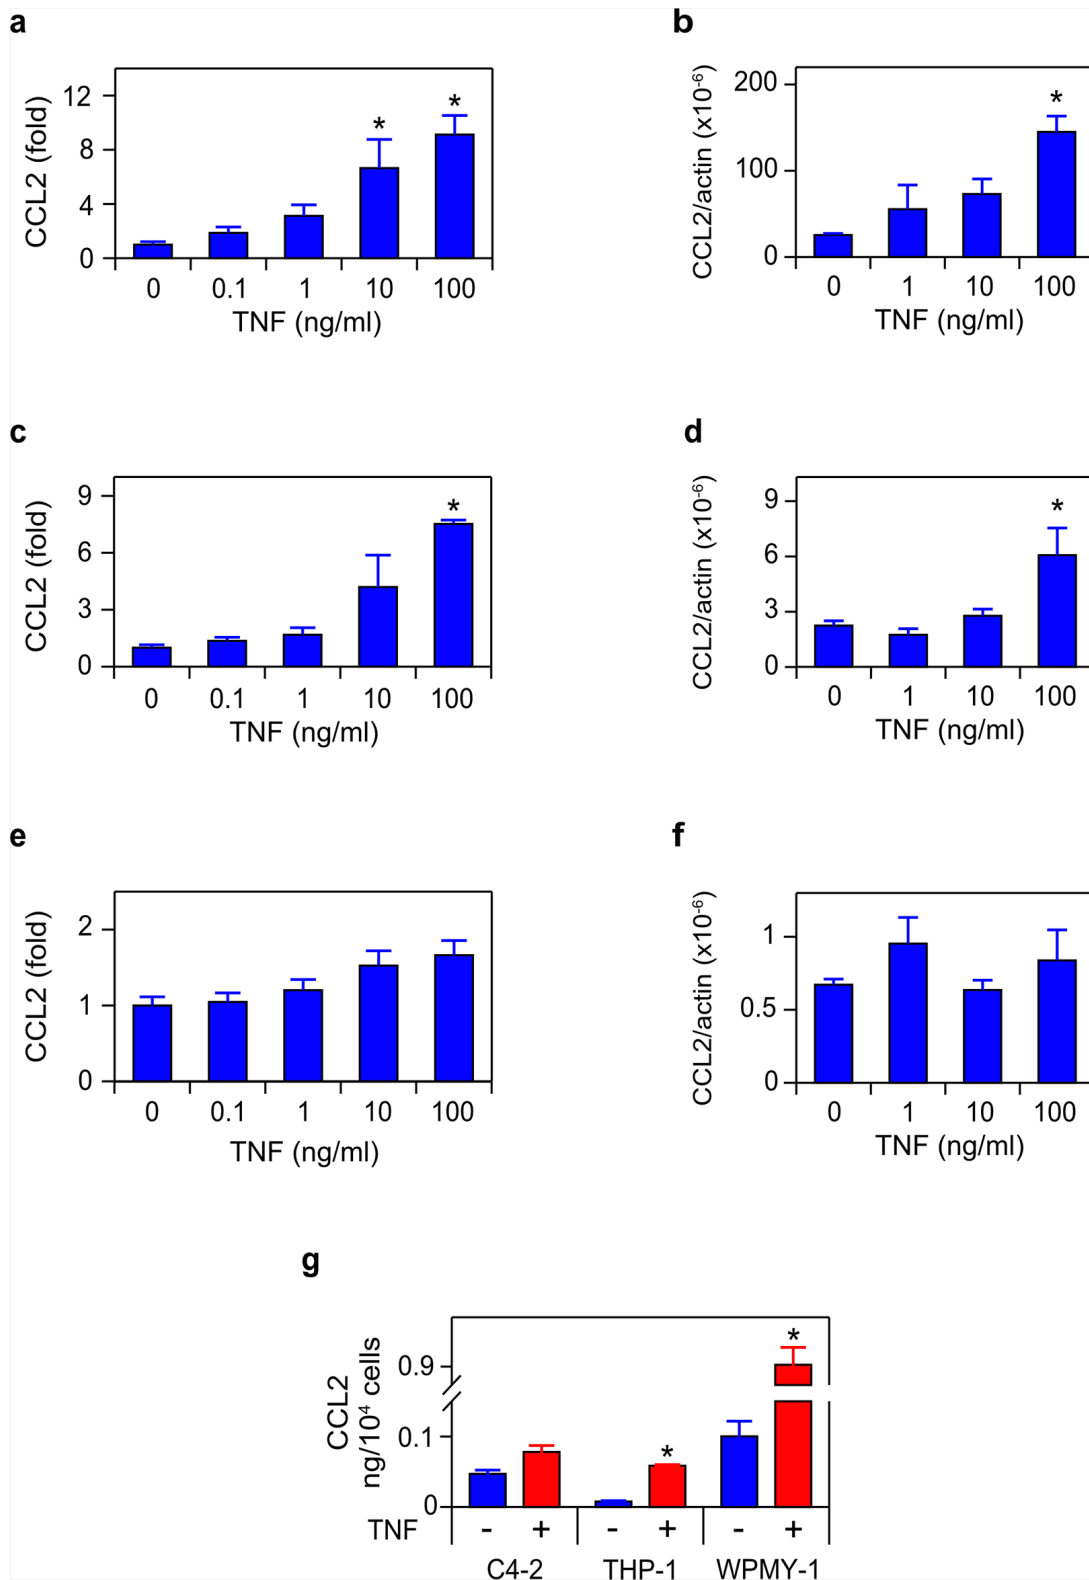 a
CCL2 (fold)
12
8
4
0
* *
0 0.1 1 10 100
TNF (ng/ml)
b
CCL2/actin (x10⁻⁶)
200
100
0
*
0 1 10 100
TNF (ng/ml)
c
CCL2 (fold)
9
6
3
0
*
0 0.1 1 10 100
TNF (ng/ml)
d
CCL2/actin (x10⁻⁶)
9
6
3
0
*
0 1 10 100
TNF (ng/ml)
e
CCL2 (fold)
2
1
0
0 0.1 1 10 100
TNF (ng/ml)
f
CCL2/actin (x10⁻⁶)
1
0.5
0
0 1 10 100
TNF (ng/ml)
g
CCL2
ng/10⁴ cells
0.9
0.1
0
* *
TNF - + - + - +
C4-2 THP-1 WPMY-1